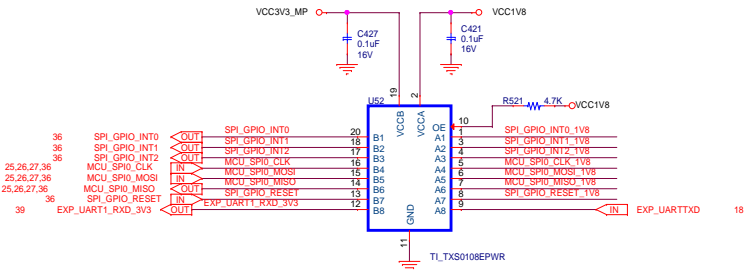 VCC3V3_MP
VCC1V8
C427
0.1uF
16V
C421
0.1uF
16V
U52
19
2
VCCB
VCCA
R521
4.7K
VCC1V8
10
OE
36 SPI_GPIO_INT0 OUT SPI_GPIO_INT0 20 B1 A1 1 SPI_GPIO_INT0_1V8
36 SPI_GPIO_INT1 OUT SPI_GPIO_INT1 18 B2 A2 3 SPI_GPIO_INT1_1V8
36 SPI_GPIO_INT2 OUT SPI_GPIO_INT2 17 B3 A3 4 SPI_GPIO_INT2_1V8
25,26,27,36 MCU_SPI0_CLK IN MCU_SPI0_CLK 16 B4 A4 5 MCU_SPI0_CLK_1V8
25,26,27,36 MCU_SPI0_MOSI IN MCU_SPI0_MOSI 15 B5 A5 6 MCU_SPI0_MOSI_1V8
25,26,27,36 MCU_SPI0_MISO OUT MCU_SPI0_MISO 14 B6 A6 7 MCU_SPI0_MISO_1V8
36 SPI_GPIO_RESET IN SPI_GPIO_RESET 13 B7 A7 8 SPI_GPIO_RESET_1V8
39 EXP_UART1_RXD_3V3 OUT EXP_UART1_RXD_3V3 12 B8 A8 9 IN EXP_UARTTXD 18
GND
11
TI_TXS0108EPWR